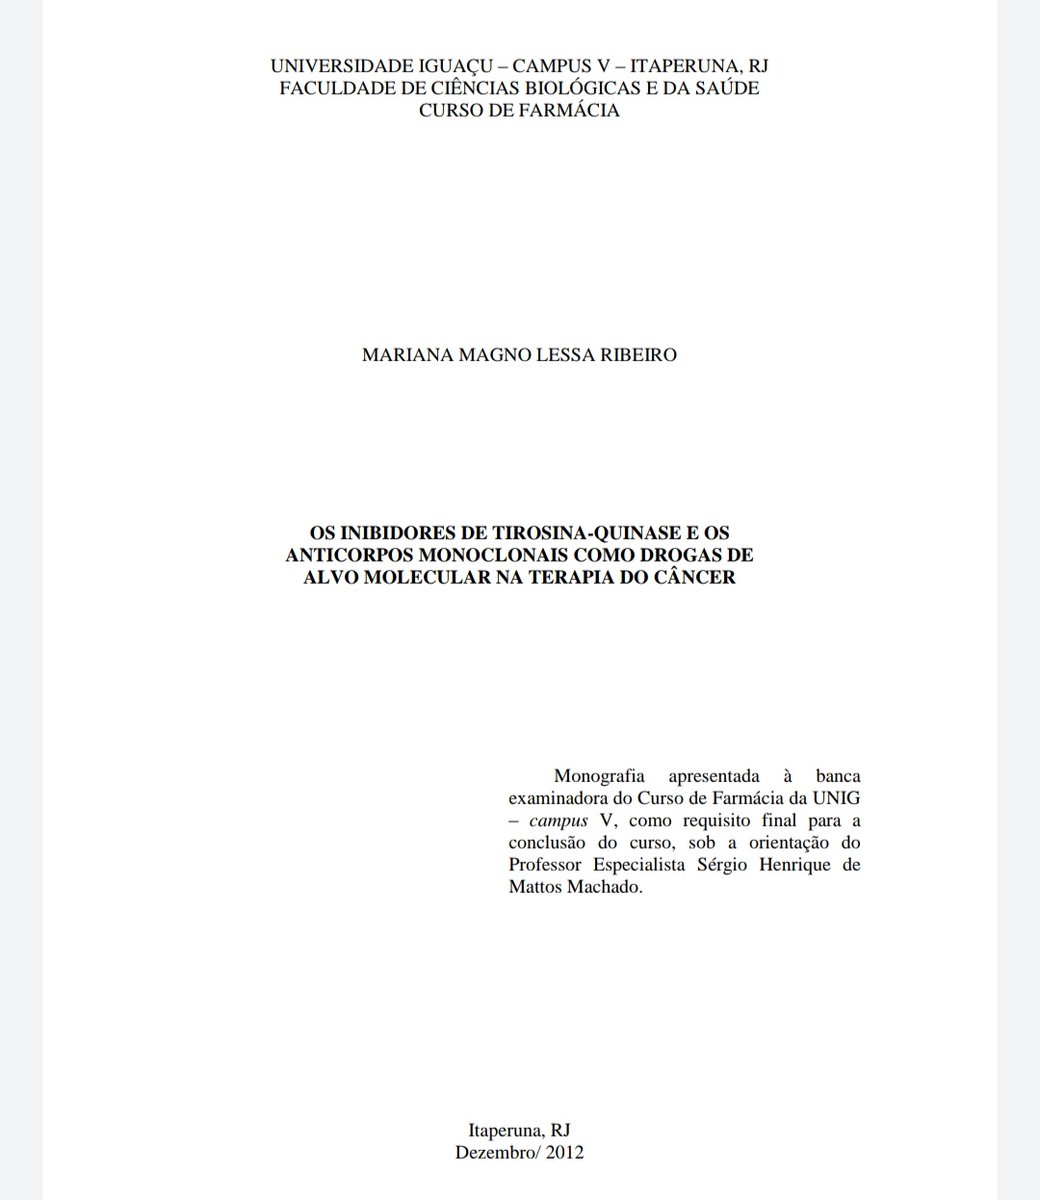 UNIVERSIDADE IGUAÇU – CAMPUS V – ITAPERUNA, RJ
FACULDADE DE CIÊNCIAS BIOLÓGICAS E DA SAÚDE
CURSO DE FARMÁCIA
MARIANA MAGNO LESSA RIBEIRO
OS INIBIDORES DE TIROSINA-QUINASE E OS
ANTICORPOS MONOCLONAIS COMO DROGAS DE
ALVO MOLECULAR NA TERAPIA DO CÂNCER
Monografia apresentada à banca
examinadora do Curso de Farmácia da UNIG
– campus V, como requisito final para a
conclusão do curso, sob a orientação do
Professor Especialista Sérgio Henrique de
Mattos Machado.
Itaperuna, RJ
Dezembro/ 2012